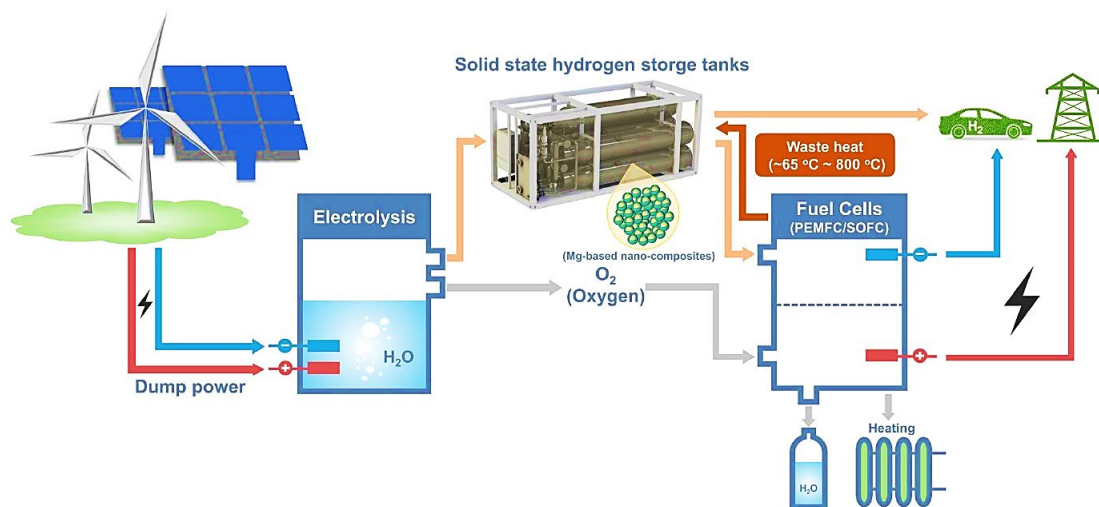 Solid state hydrogen storge tanks
H2
Waste heat
(~65 °C ~ 800 °C)
Electrolysis
Fuel Cells
(PEMFC/SOFC)
(Mg-based nano-composites)
O2
(Oxygen)
H2O
Dump power
Heating
H2O